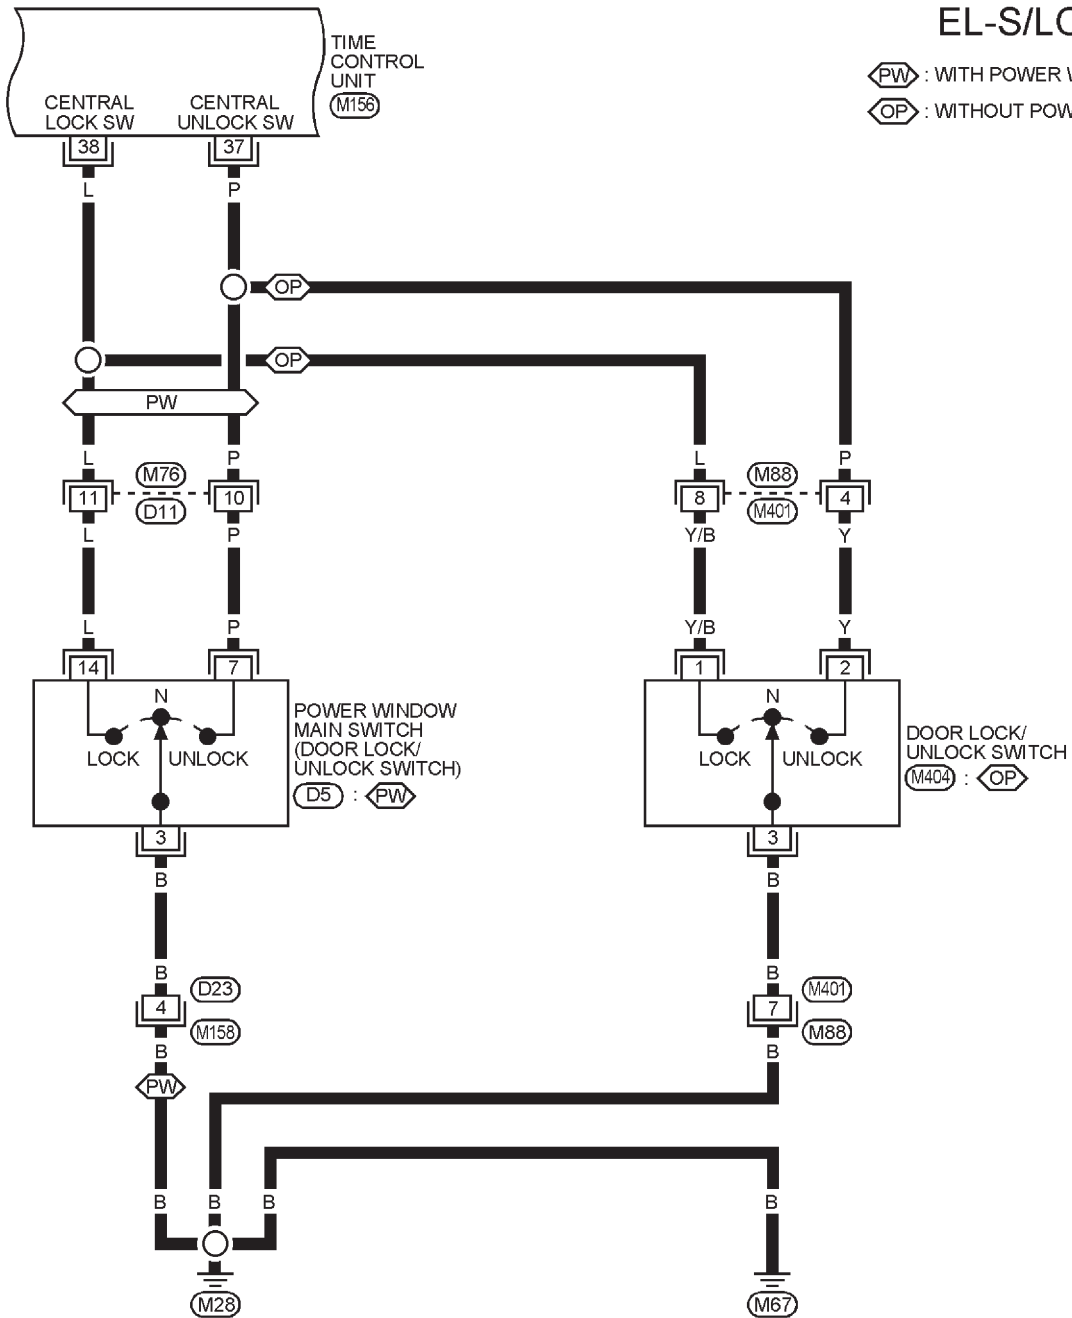 EL-S/LO
PW : WITH POWER W
OP : WITHOUT POW
TIME
CONTROL
UNIT
M156
CENTRAL
LOCK SW
CENTRAL
UNLOCK SW
38
37
L
P
OP
OP
PW
L
P
L
P
M76
M88
11
10
8
4
D11
M401
L
P
Y/B
Y
L
P
Y/B
Y
14
7
1
2
N
LOCK
UNLOCK
POWER WINDOW
MAIN SWITCH
(DOOR LOCK/
UNLOCK SWITCH)
D5 : PW
N
LOCK
UNLOCK
DOOR LOCK/
UNLOCK SWITCH
M404 : OP
3
3
B
B
B
B
D23
M401
4
7
M158
M88
B
B
PW
B
B
B
B
M28
M67